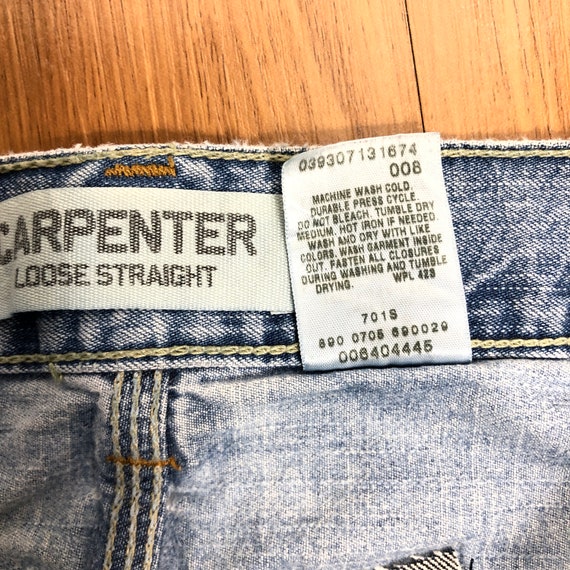 CARPENTER
LOOSE STRAIGHT
039307131674
008
MACHINE WASH COLD,
DURABLE PRESS CYCLE.
DO NOT BLEACH. TUMBLE DRY
MEDIUM. HOT IRON IF NEEDED.
WASH AND DRY WITH LIKE
COLORS. WASH GARMENT INSIDE
OUT. FASTEN ALL CLOSURES
DURING WASHING AND TUMBLE
DRYING. WPL 423
701S
890 0705 690029
006404445